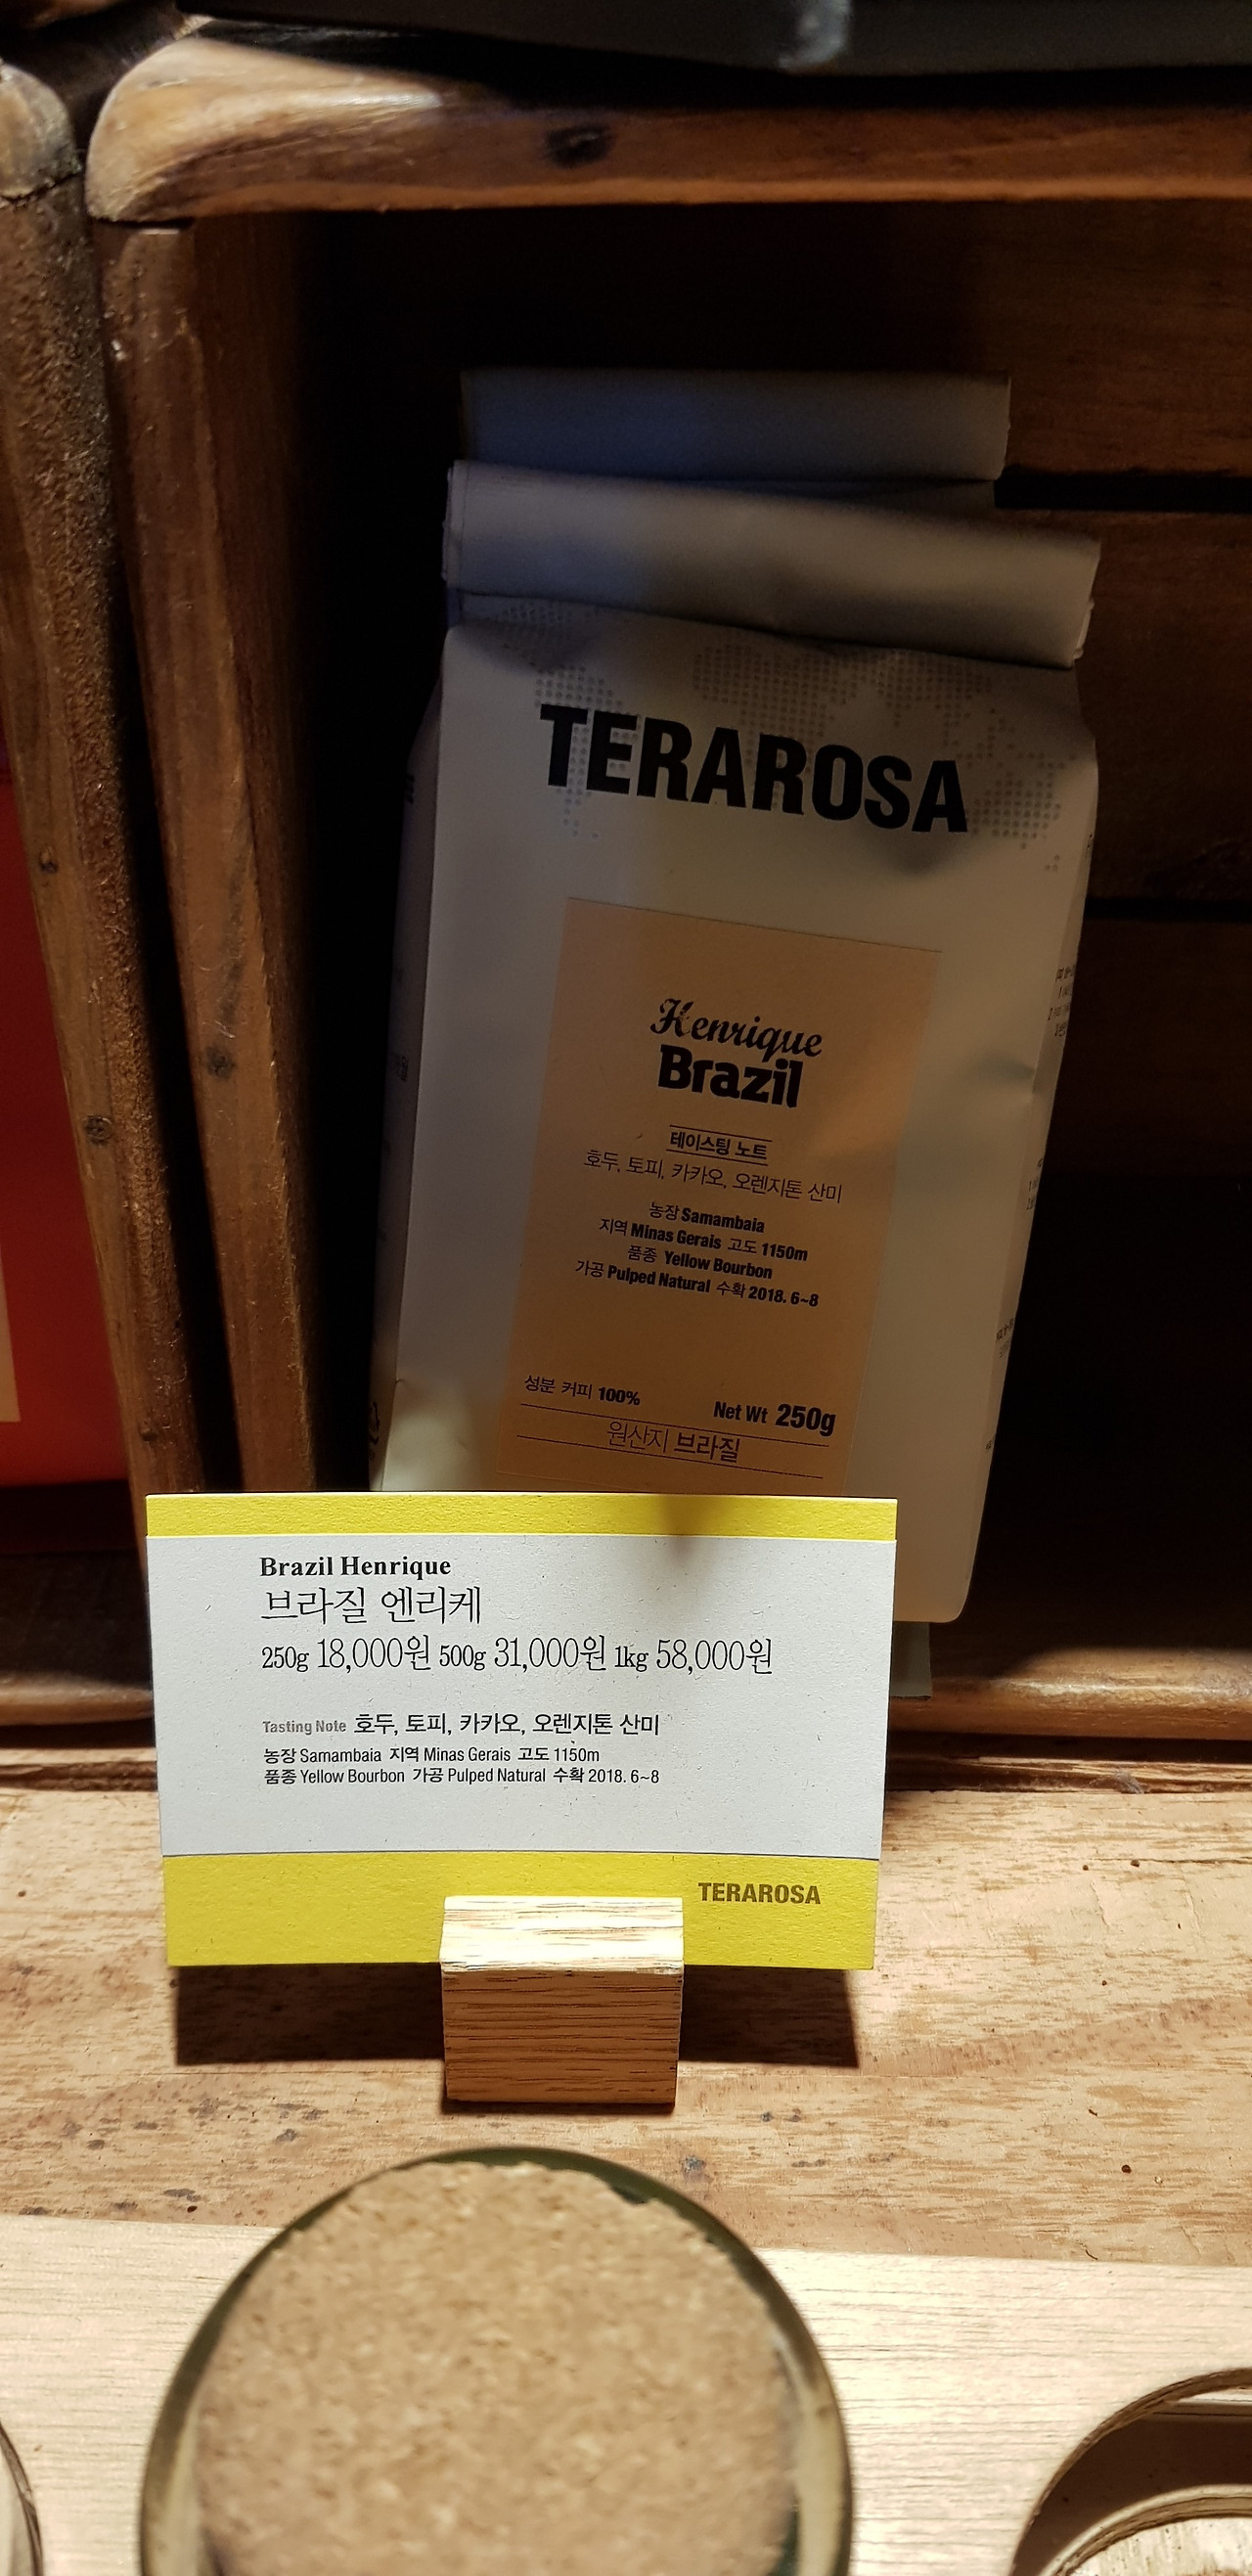 TERAROSA
Henrique
Brazil
테이스팅 노트
호두, 토피, 카카오, 오렌지톤 산미
농장 Samambaia
지역 Minas Gerais 고도 1150m
품종 Yellow Bourbon
가공 Pulped Natural 수확 2018. 6~8
성분 커피 100%
Net Wt 250g
원산지 브라질
Brazil Henrique
브라질 엔리케
250g 18,000원 500g 31,000원 1kg 58,000원
Tasting Note 호두, 토피, 카카오, 오렌지톤 산미
농장 Samambaia 지역 Minas Gerais 고도 1150m
품종 Yellow Bourbon 가공 Pulped Natural 수확 2018. 6~8
TERAROSA